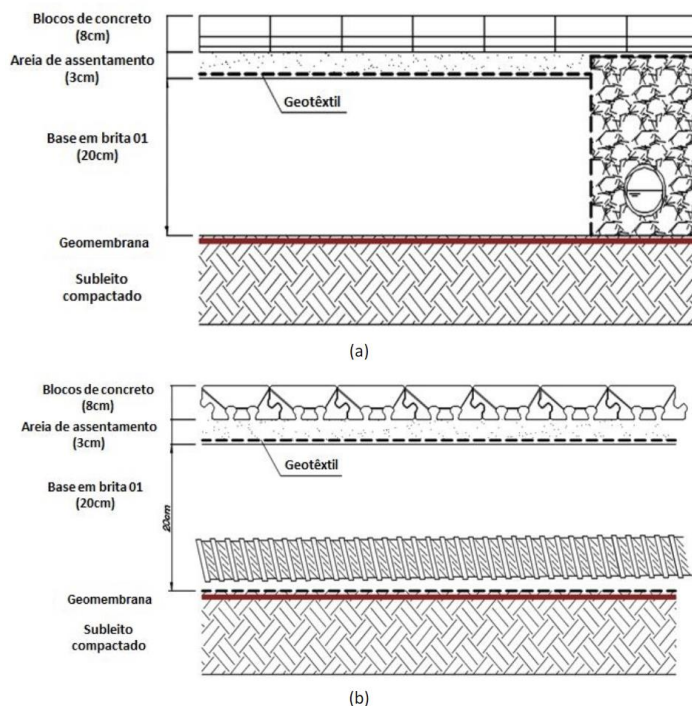 Blocos de concreto
(8cm)
Areia de assentamento
(3cm)
Geotêxtil
Base em brita 01
(20cm)
Geomembrana
Subleito
compactado
(a)
Blocos de concreto
(8cm)
Areia de assentamento
(3cm)
Geotêxtil
Base em brita 01
(20cm)
20cm
Geomembrana
Subleito
compactado
(b)